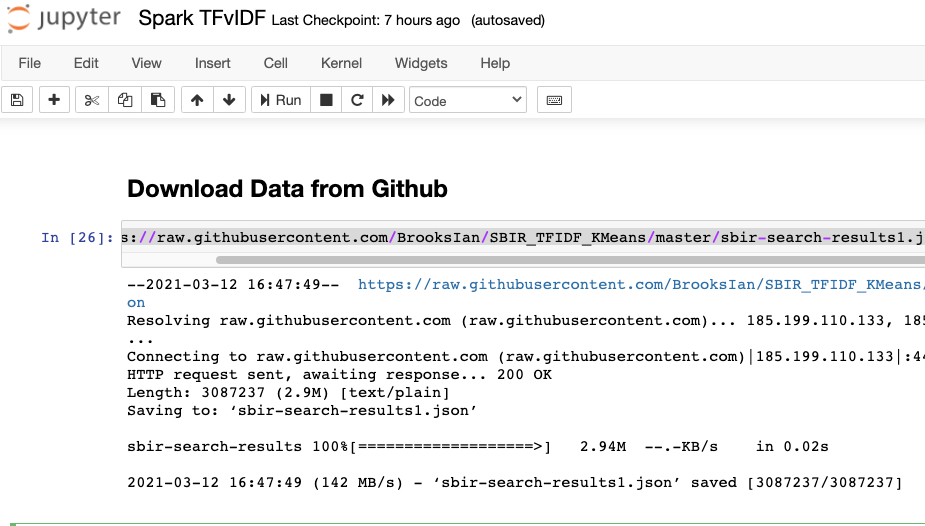 jupyter Spark TFvIDF Last Checkpoint: 7 hours ago (autosaved)
File Edit View Insert Cell Kernel Widgets Help
Run Code
Download Data from Github
In [26]: s://raw.githubusercontent.com/BrooksIan/SBIR_TFIDF_KMeans/master/sbir-search-results1.j
--2021-03-12 16:47:49-- https://raw.githubusercontent.com/BrooksIan/SBIR_TFIDF_KMeans/
on
Resolving raw.githubusercontent.com (raw.githubusercontent.com)... 185.199.110.133, 185
...
Connecting to raw.githubusercontent.com (raw.githubusercontent.com)|185.199.110.133|:44
HTTP request sent, awaiting response... 200 OK
Length: 3087237 (2.9M) [text/plain]
Saving to: ‘sbir-search-results1.json’
sbir-search-results 100%[===================>] 2.94M --.-KB/s in 0.02s
2021-03-12 16:47:49 (142 MB/s) - ‘sbir-search-results1.json’ saved [3087237/3087237]